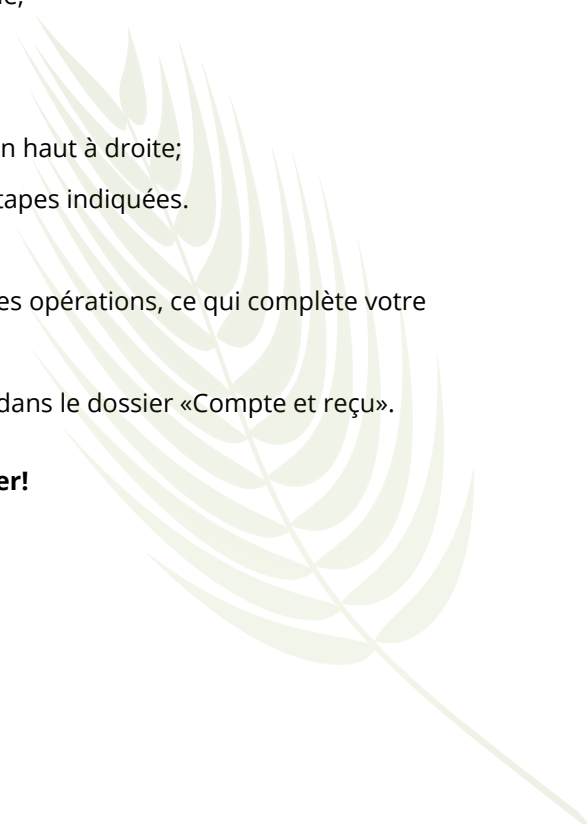 n haut à droite;
tapes indiquées.
es opérations, ce qui complète votre
dans le dossier «Compte et reçu».
er!